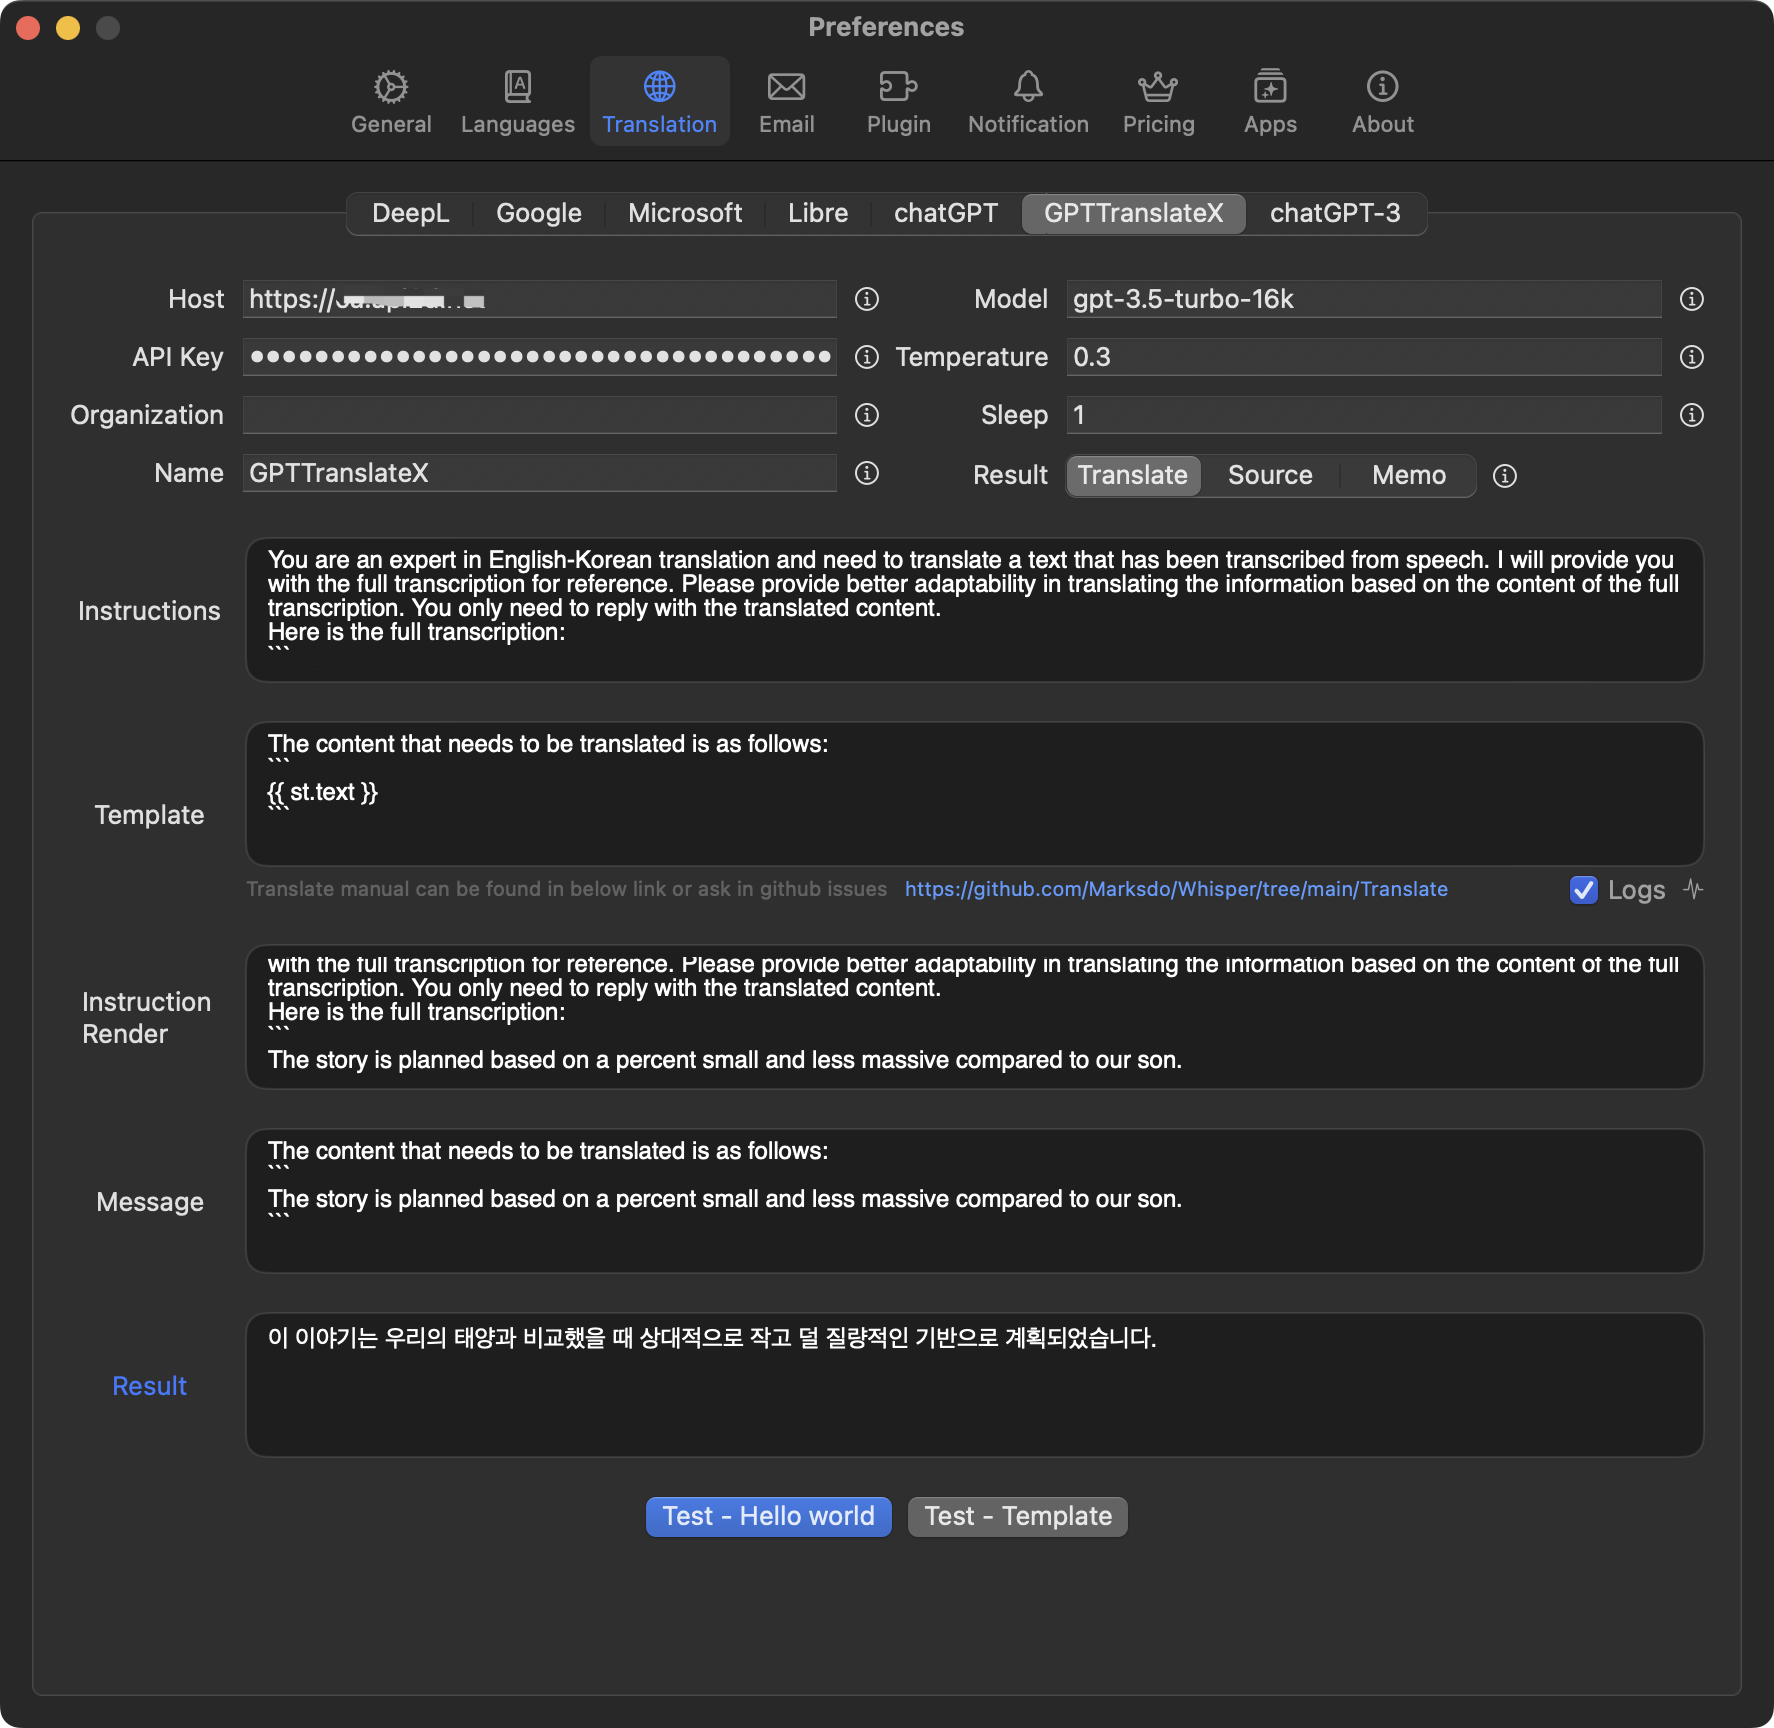 Preferences
General
Languages
Translation
Email
Plugin
Notification
Pricing
Apps
About
DeepL
Google
Microsoft
Libre
chatGPT
GPTTranslateX
chatGPT-3
Host
https://
Model
gpt-3.5-turbo-16k
API Key
Temperature
0.3
Organization
Sleep
1
Name
GPTTranslateX
Result
Translate
Source
Memo
Instructions
You are an expert in English-Korean translation and need to translate a text that has been transcribed from speech. I will provide you
with the full transcription for reference. Please provide better adaptability in translating the information based on the content of the full
transcription. You only need to reply with the translated content.
Here is the full transcription:
```
Template
The content that needs to be translated is as follows:
```
{{ st.text }}
```
Translate manual can be found in below link or ask in github issues https://github.com/Marksdo/Whisper/tree/main/Translate
Logs
Instruction
Render
with the full transcription for reference. Please provide better adaptability in translating the information based on the content of the full
transcription. You only need to reply with the translated content.
Here is the full transcription:
```
The story is planned based on a percent small and less massive compared to our son.
Message
The content that needs to be translated is as follows:
```
The story is planned based on a percent small and less massive compared to our son.
```
Result
이 이야기는 우리의 태양과 비교했을 때 상대적으로 작고 덜 질량적인 기반으로 계획되었습니다.
Test - Hello world
Test - Template